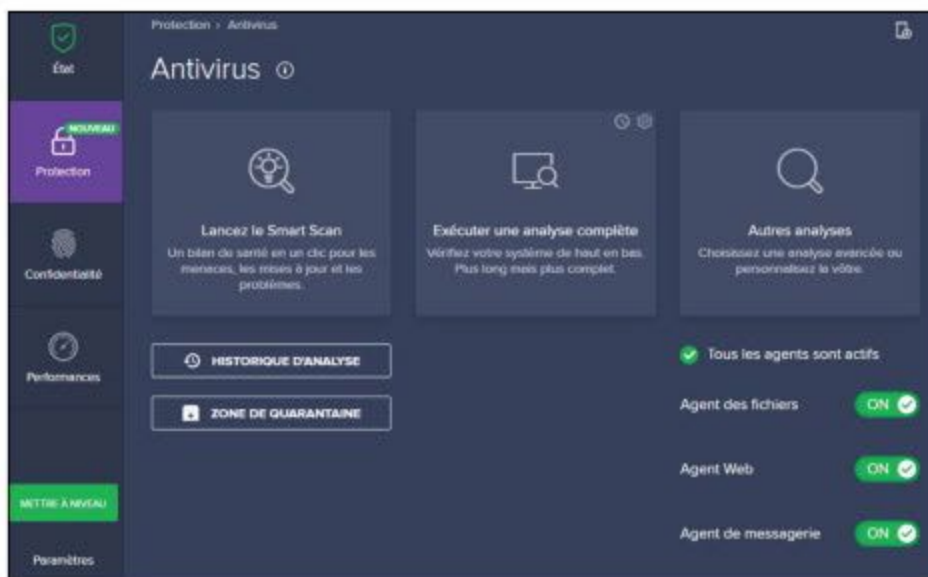 État
NOUVEAU
Protection
Confidentialité
Performances
METTRE À NIVEAU
Paramètres
Protection › Antivirus
Antivirus
Lancez le Smart Scan
Un bilan de santé en un clic pour les
menaces, les mises à jour et les
problèmes.
Exécuter une analyse complète
Vérifiez votre système de haut en bas.
Plus long mais plus complet.
Autres analyses
Choisissez une analyse avancée ou
personnalisez la vôtre.
HISTORIQUE D'ANALYSE
ZONE DE QUARANTAINE
Tous les agents sont actifs
Agent des fichiers ON
Agent Web ON
Agent de messagerie ON